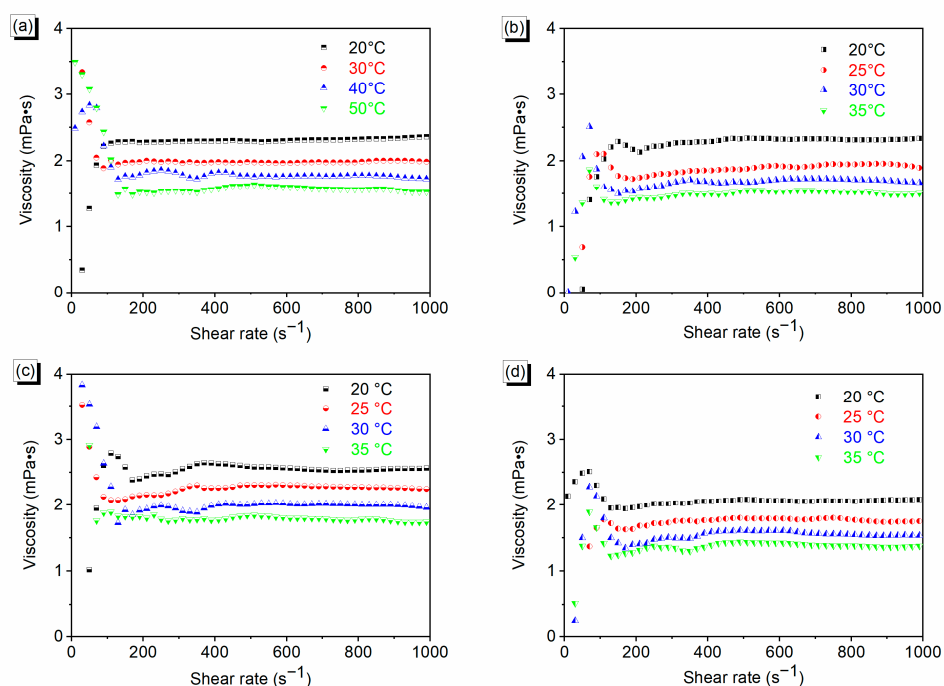 (a)
4
3
2
1
0
Viscosity (mPa•s)
20°C
30°C
40°C
50°C
0 200 400 600 800 1000
Shear rate (s⁻¹)
(b)
4
3
2
1
0
Viscosity (mPa•s)
20°C
25°C
30°C
35°C
0 200 400 600 800 1000
Shear rate (s⁻¹)
(c)
4
3
2
1
0
Viscosity (mPa•s)
20 °C
25 °C
30 °C
35 °C
0 200 400 600 800 1000
Shear rate (s⁻¹)
(d)
4
3
2
1
0
Viscosity (mPa•s)
20 °C
25 °C
30 °C
35 °C
0 200 400 600 800 1000
Shear rate (s⁻¹)